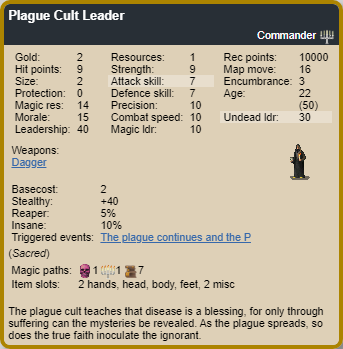 Plague Cult Leader
Commander
Gold: 2 Resources: 1 Rec points: 10000
Hit points: 9 Strength: 9 Map move: 16
Size: 2 Attack skill: 7 Encumbrance: 3
Protection: 0 Defence skill: 7 Age: 22
Magic res: 14 Precision: 10 (50)
Morale: 15 Combat speed: 10 Undead ldr: 30
Leadership: 40 Magic ldr: 10
Weapons:
Dagger
Basecost: 2
Stealthy: +40
Reaper: 5%
Insane: 10%
Triggered events: The plague continues and the P
(Sacred)
Magic paths: 1 1 7
Item slots: 2 hands, head, body, feet, 2 misc
The plague cult teaches that disease is a blessing, for only through
suffering can the mysteries be revealed. As the plague spreads, so
does the true faith inoculate the ignorant.